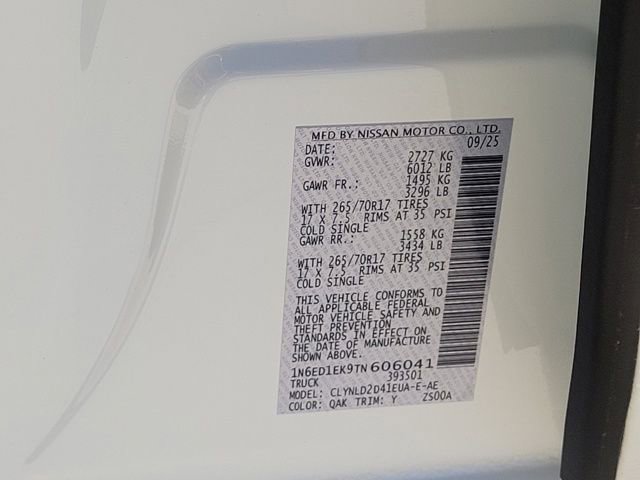 MFD BY NISSAN MOTOR CO., LTD.
DATE: 09/25
GVWR: 2727 KG
6012 LB
GAWR FR.: 1495 KG
3296 LB
WITH 265/70R17 TIRES
17 X 7.5 RIMS AT 35 PSI
COLD SINGLE
GAWR RR.: 1558 KG
3434 LB
WITH 265/70R17 TIRES
17 X 7.5 RIMS AT 35 PSI
COLD SINGLE
THIS VEHICLE CONFORMS TO
ALL APPLICABLE FEDERAL
MOTOR VEHICLE SAFETY AND
THEFT PREVENTION
STANDARDS IN EFFECT ON
THE DATE OF MANUFACTURE
SHOWN ABOVE.
1N6ED1EK9TN606041
TRUCK 393501
MODEL: CLYNLD2D41EUA-E-AE
COLOR: QAK TRIM: Y ZS00A